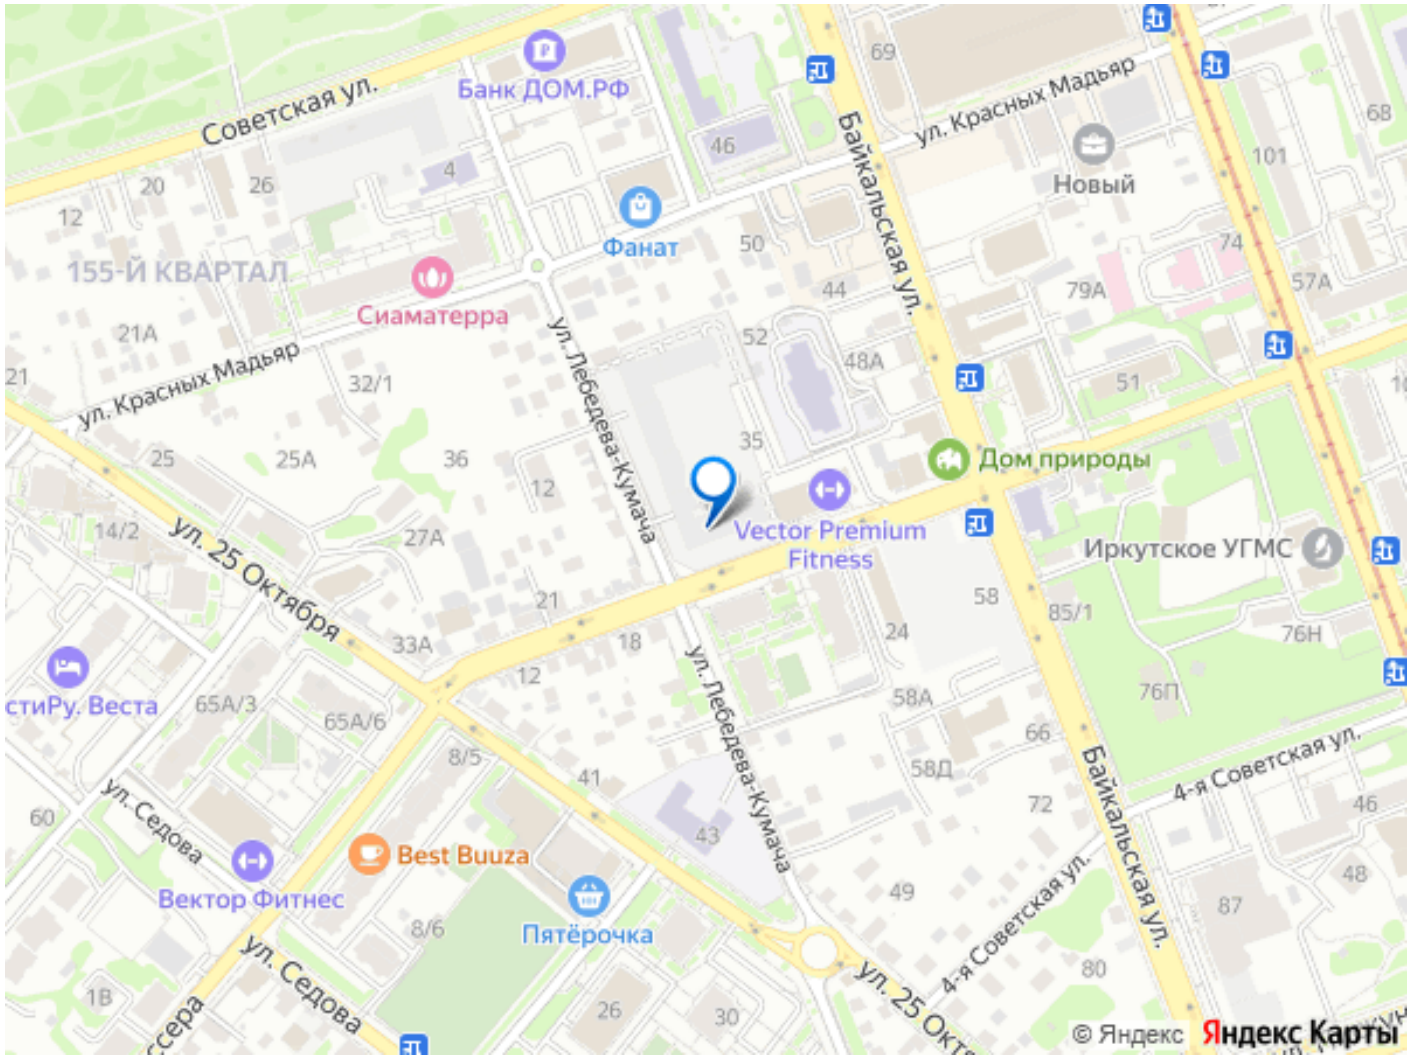 Банк ДОМ.РФ
Советская ул.
69
ул. Красных Мадьяр
68
46
4
101
20
26
12
Новый
Байкальская ул.
Фанат
50
74
155-Й КВАРТАЛ
Сиаматерра
44
79А
57А
21А
52
48А
ул. Красных Мадьяр
32/1
21
51
ул. Лебедева-Кумача
35
25
25А
36
12
Дом природы
14/2
27А
ул. 25 Октября
Vector Premium
Fitness
Иркутское УГМС
21
58
85/1
33А
18
24
76Н
12
стиРу. Веста
65А/3
65А/6
58А
76П
ул. Лебедева-Кумача
66
8/5
41
58Д
4-я Советская ул.
Байкальская ул.
60
ул. Седова
43
72
46
Best Buuza
48
Вектор Фитнес
49
87
8/6
Пятёрочка
4-я Советская ул.
ул. Седова
80
1В
26
30
ул. 25 Окт
ссера
© Яндекс
Яндекс Карты